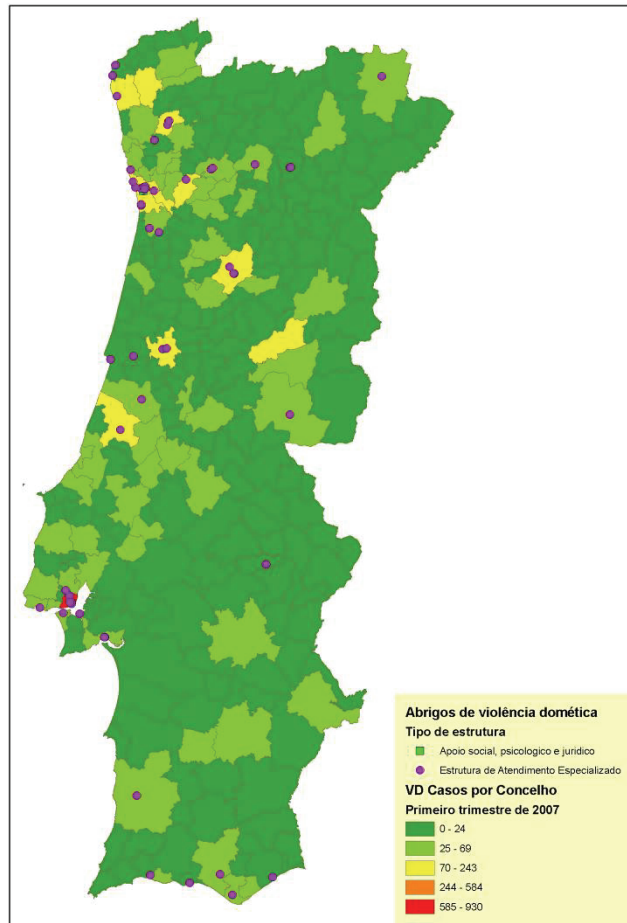 Abrigos de violência domética
Tipo de estrutura
Apoio social, psicologico e juridico
Estrutura de Atendimento Especializado
VD Casos por Concelho
Primeiro trimestre de 2007
0 - 24
25 - 69
70 - 243
244 - 584
585 - 930